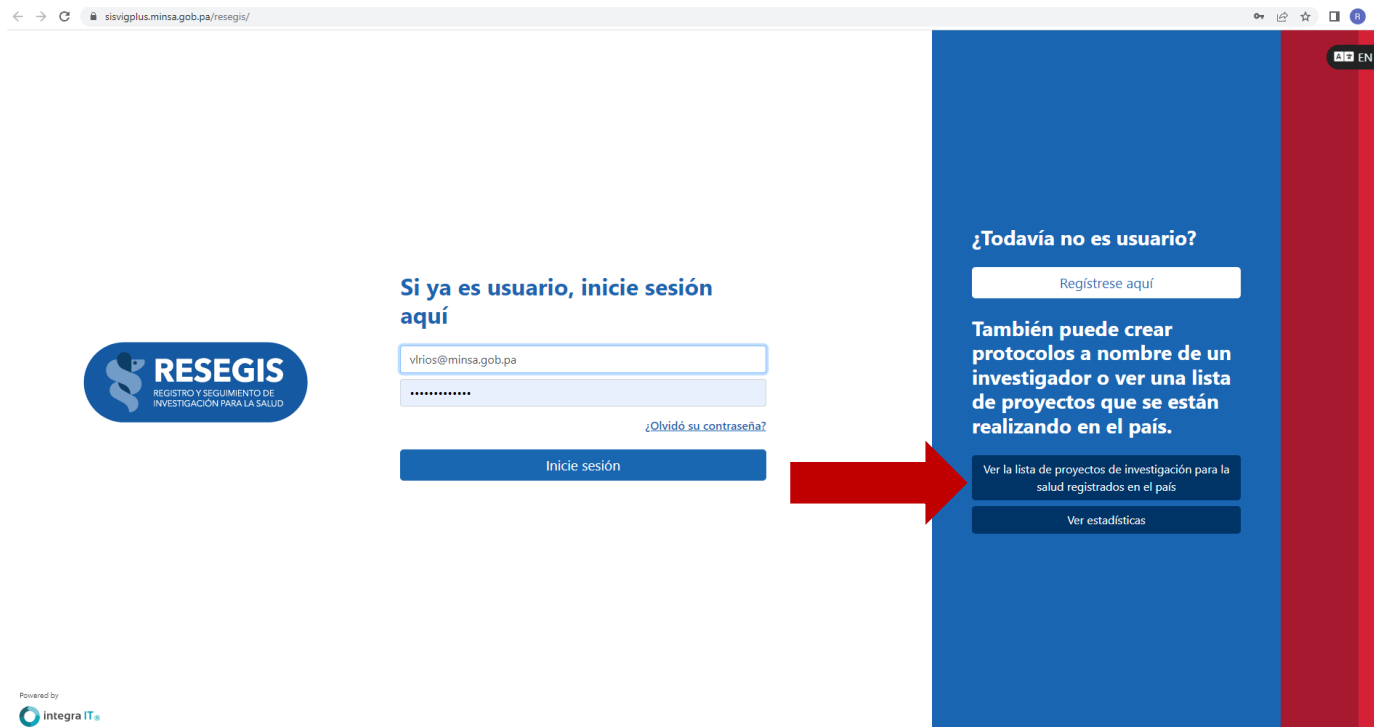 sisvigplus.minsa.gob.pa/resegis/
R
EN
¿Todavía no es usuario?
Regístrese aquí
Si ya es usuario, inicie sesión
aquí
También puede crear
protocolos a nombre de un
investigador o ver una lista
de proyectos que se están
realizando en el país.
vlrios@minsa.gob.pa
•••••••••••••
RESEGIS
REGISTRO Y SEGUIMIENTO DE
INVESTIGACIÓN PARA LA SALUD
¿Olvidó su contraseña?
Inicie sesión
Ver la lista de proyectos de investigación para la
salud registrados en el país
Ver estadísticas
Powered by
integra IT®